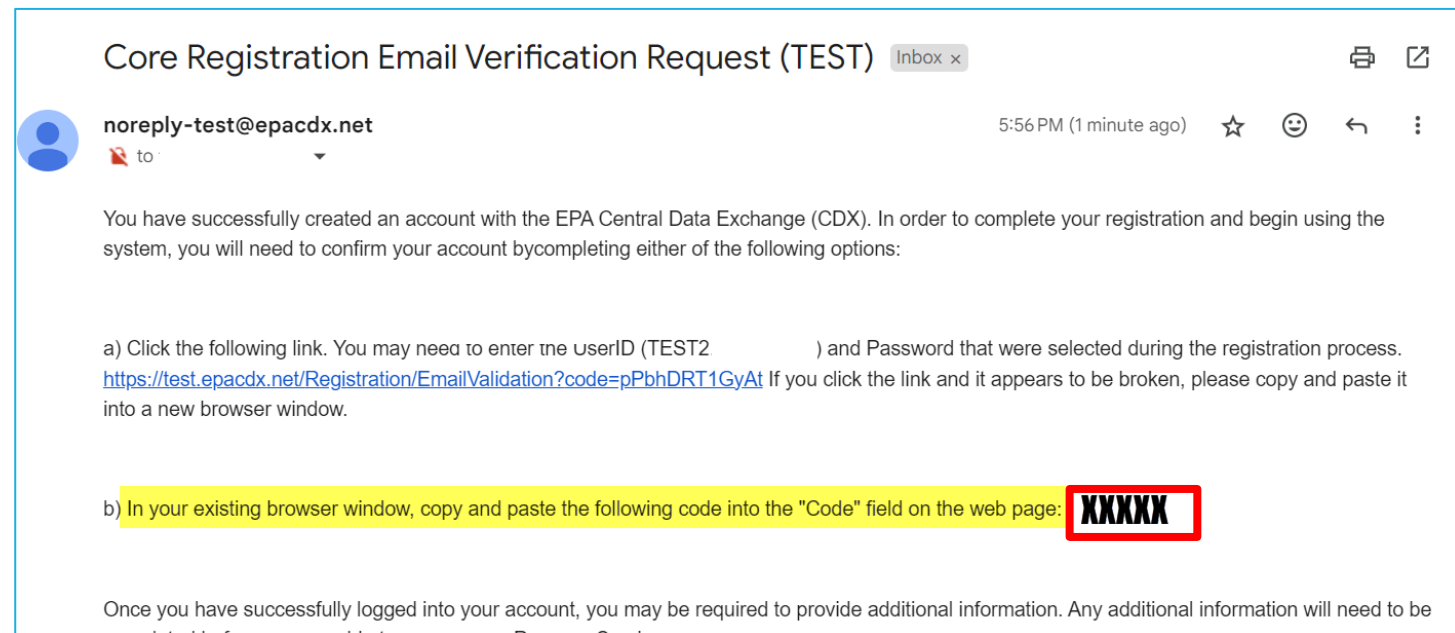 Core Registration Email Verification Request (TEST) Inbox x
noreply-test@epacdx.net 5:56 PM (1 minute ago)
to
You have successfully created an account with the EPA Central Data Exchange (CDX). In order to complete your registration and begin using the
system, you will need to confirm your account bycompleting either of the following options:
a) Click the following link. You may need to enter the UserID (TEST2 ) and Password that were selected during the registration process.
https://test.epacdx.net/Registration/EmailValidation?code=pPbhDRT1GyAt If you click the link and it appears to be broken, please copy and paste it
into a new browser window.
b) In your existing browser window, copy and paste the following code into the "Code" field on the web page: XXXXX
Once you have successfully logged into your account, you may be required to provide additional information. Any additional information will need to be